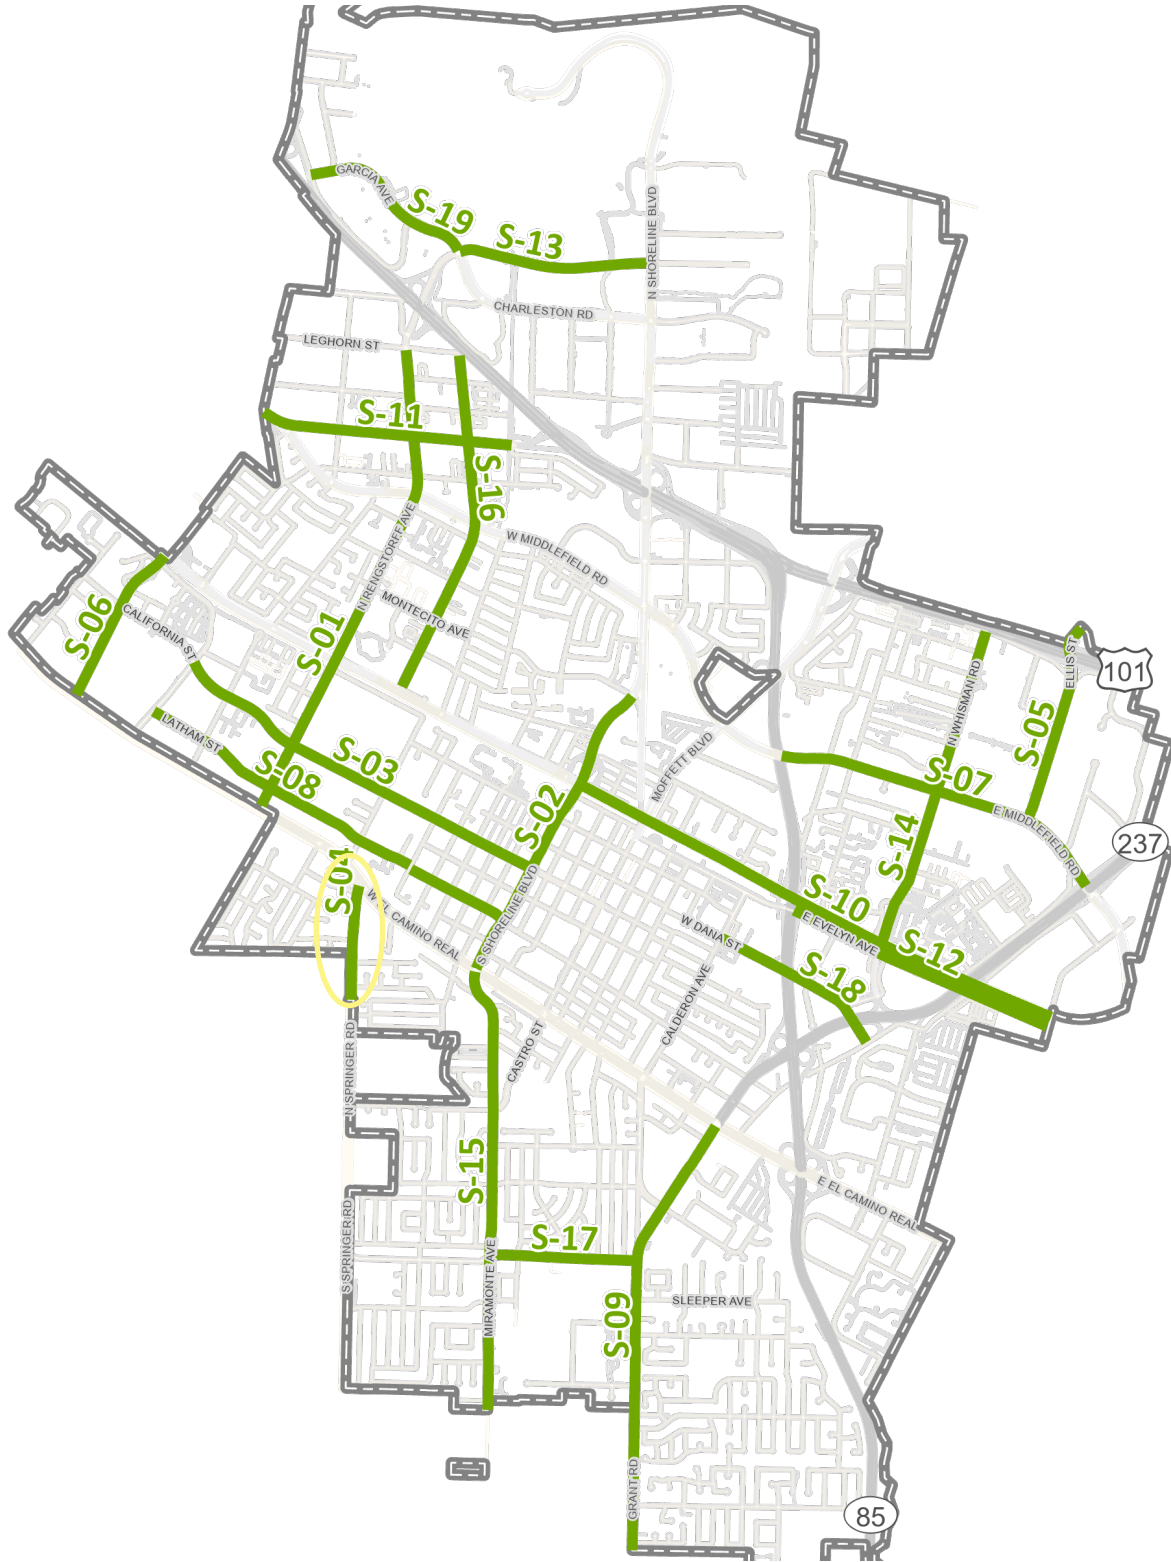 GARCIA AVE
S-19
S-13
N SHORELINE BLVD
CHARLESTON RD
LEGHORN ST
S-11
S-16
N RENGSTORFF AVE
W MIDDLEFIELD RD
MONTECITO AVE
S-06
CALIFORNIA ST
S-01
ELLIS ST
101
N WHISMAN RD
S-05
LATHAM ST
S-03
S-08
MOFFETT BLVD
S-07
S-02
E MIDDLEFIELD RD
237
S-14
S-04
W EL CAMINO REAL
S SHORELINE BLVD
S-10
E EVELYN AVE
W DANA ST
S-12
S-18
CALDERON AVE
CASTRO ST
N SPRINGER RD
S-15
E EL CAMINO REAL
S SPRINGER RD
MIRAMONTE AVE
S-17
SLEEPER AVE
S-09
GRANT RD
85